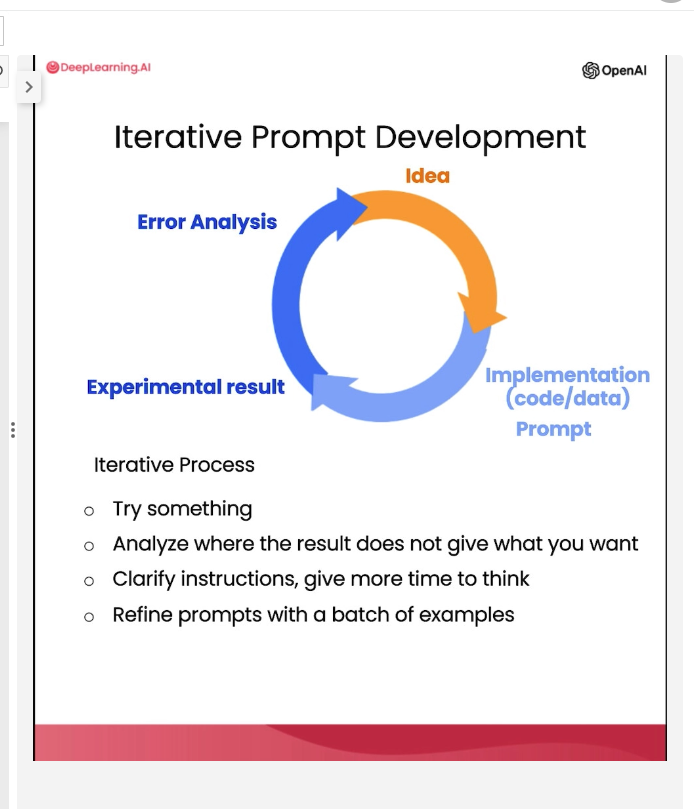 DeepLearning.AI
OpenAI
Iterative Prompt Development
Idea
Error Analysis
Experimental result
Implementation
(code/data)
Prompt
Iterative Process
Try something
Analyze where the result does not give what you want
Clarify instructions, give more time to think
Refine prompts with a batch of examples